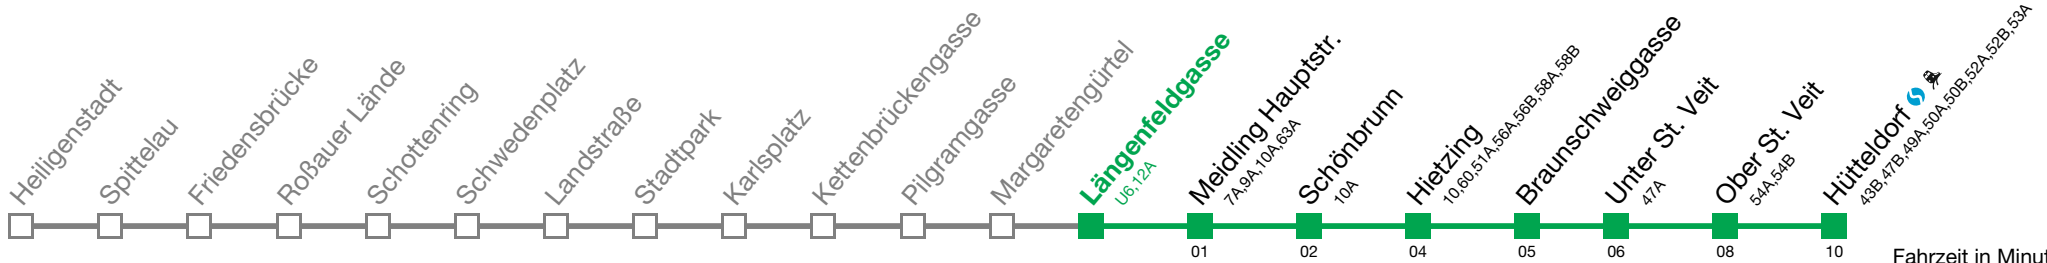 Heiligenstadt
Spittelau
Friedensbrücke
Roßauer Lände
Schottenring
Schwedenplatz
Landstraße
Stadtpark
Karlsplatz
Kettenbrückengasse
Pilgramgasse
Margaretengürtel
Längenfeldgasse
U6,12A
Meidling Hauptstr.
7A,9A,10A,63A
Schönbrunn
10A
Hietzing
10,60,51A,56A,56B,58A,58B
Braunschweiggasse
Unter St. Veit
47A
Ober St. Veit
54A,54B
Hütteldorf
43B,47B,49A,50A,50B,52A,52B,53A
01 02 04 05 06 08 10
Fahrzeit in Minut